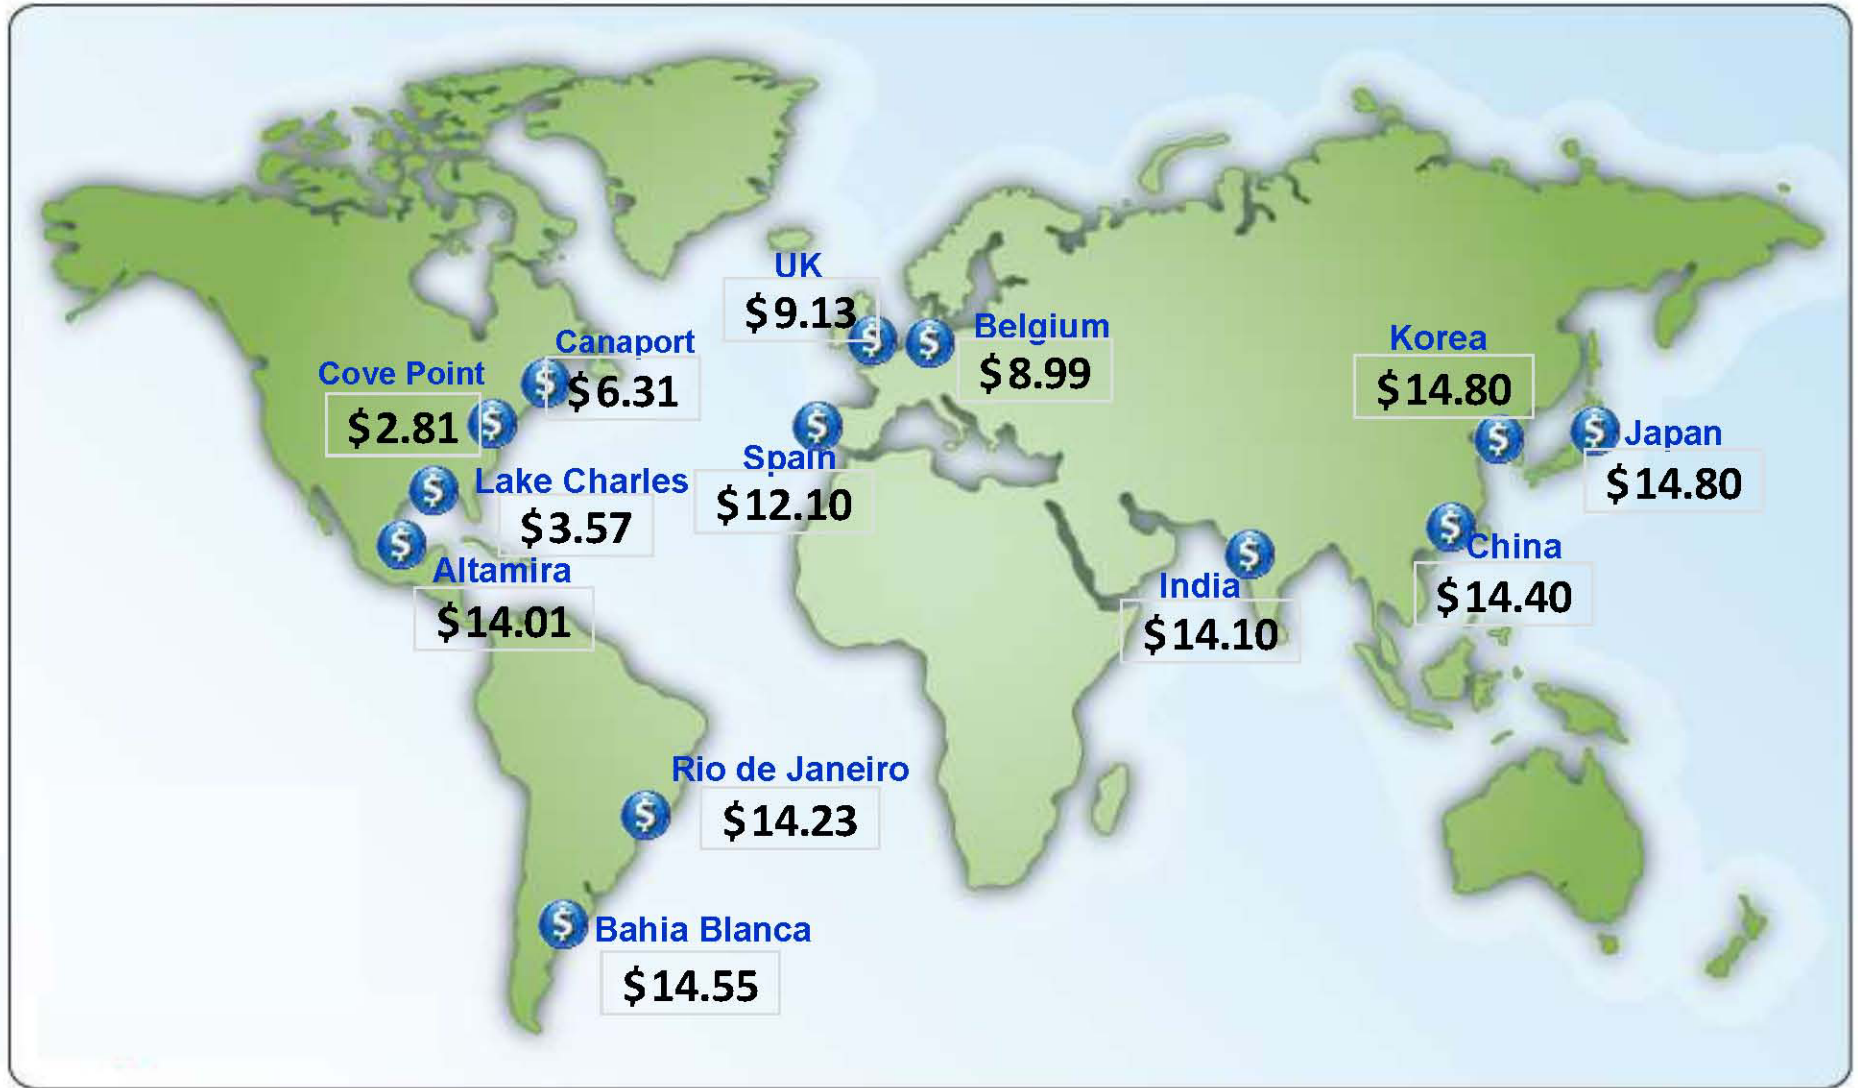 UK
$9.13
Belgium
$8.99
Korea
$14.80
Canaport
$6.31
Cove Point
$2.81
Japan
$14.80
Spain
$12.10
Lake Charles
$3.57
China
$14.40
Altamira
$14.01
India
$14.10
Rio de Janeiro
$14.23
Bahia Blanca
$14.55